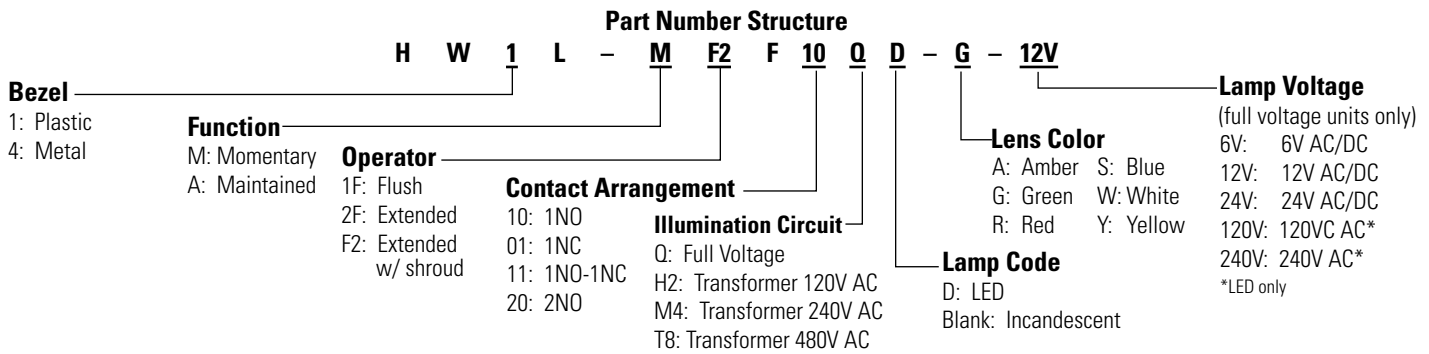 Part Number Structure
H W 1 L – M F2 F 10 Q D – G – 12V
Bezel
1: Plastic
4: Metal
Function
M: Momentary
A: Maintained
Operator
1F: Flush
2F: Extended
F2: Extended
w/ shroud
Contact Arrangement
10: 1NO
01: 1NC
11: 1NO-1NC
20: 2NO
Illumination Circuit
Q: Full Voltage
H2: Transformer 120V AC
M4: Transformer 240V AC
T8: Transformer 480V AC
Lamp Code
D: LED
Blank: Incandescent
Lens Color
A: Amber S: Blue
G: Green W: White
R: Red Y: Yellow
Lamp Voltage
(full voltage units only)
6V: 6V AC/DC
12V: 12V AC/DC
24V: 24V AC/DC
120V: 120VC AC*
240V: 240V AC*
*LED only